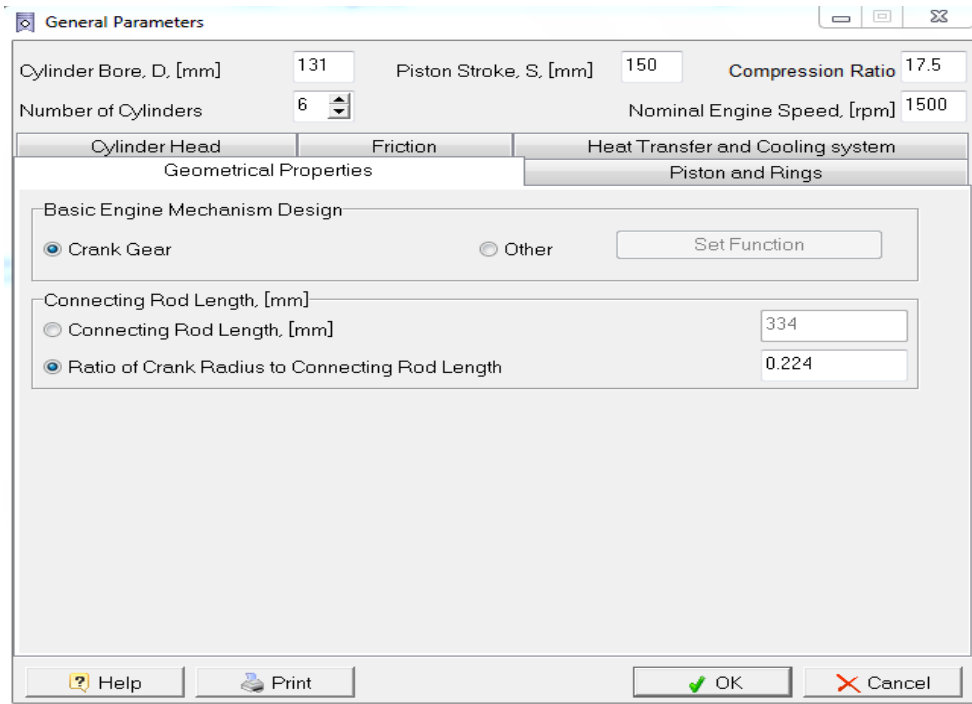 General Parameters
Cylinder Bore, D, [mm] 131 Piston Stroke, S, [mm] 150 Compression Ratio 17.5
Number of Cylinders 6 Nominal Engine Speed, [rpm] 1500
Cylinder Head Friction Heat Transfer and Cooling system
Geometrical Properties Piston and Rings
Basic Engine Mechanism Design
Crank Gear Other Set Function
Connecting Rod Length, [mm]
Connecting Rod Length, [mm] 334
Ratio of Crank Radius to Connecting Rod Length 0.224
Help Print OK Cancel